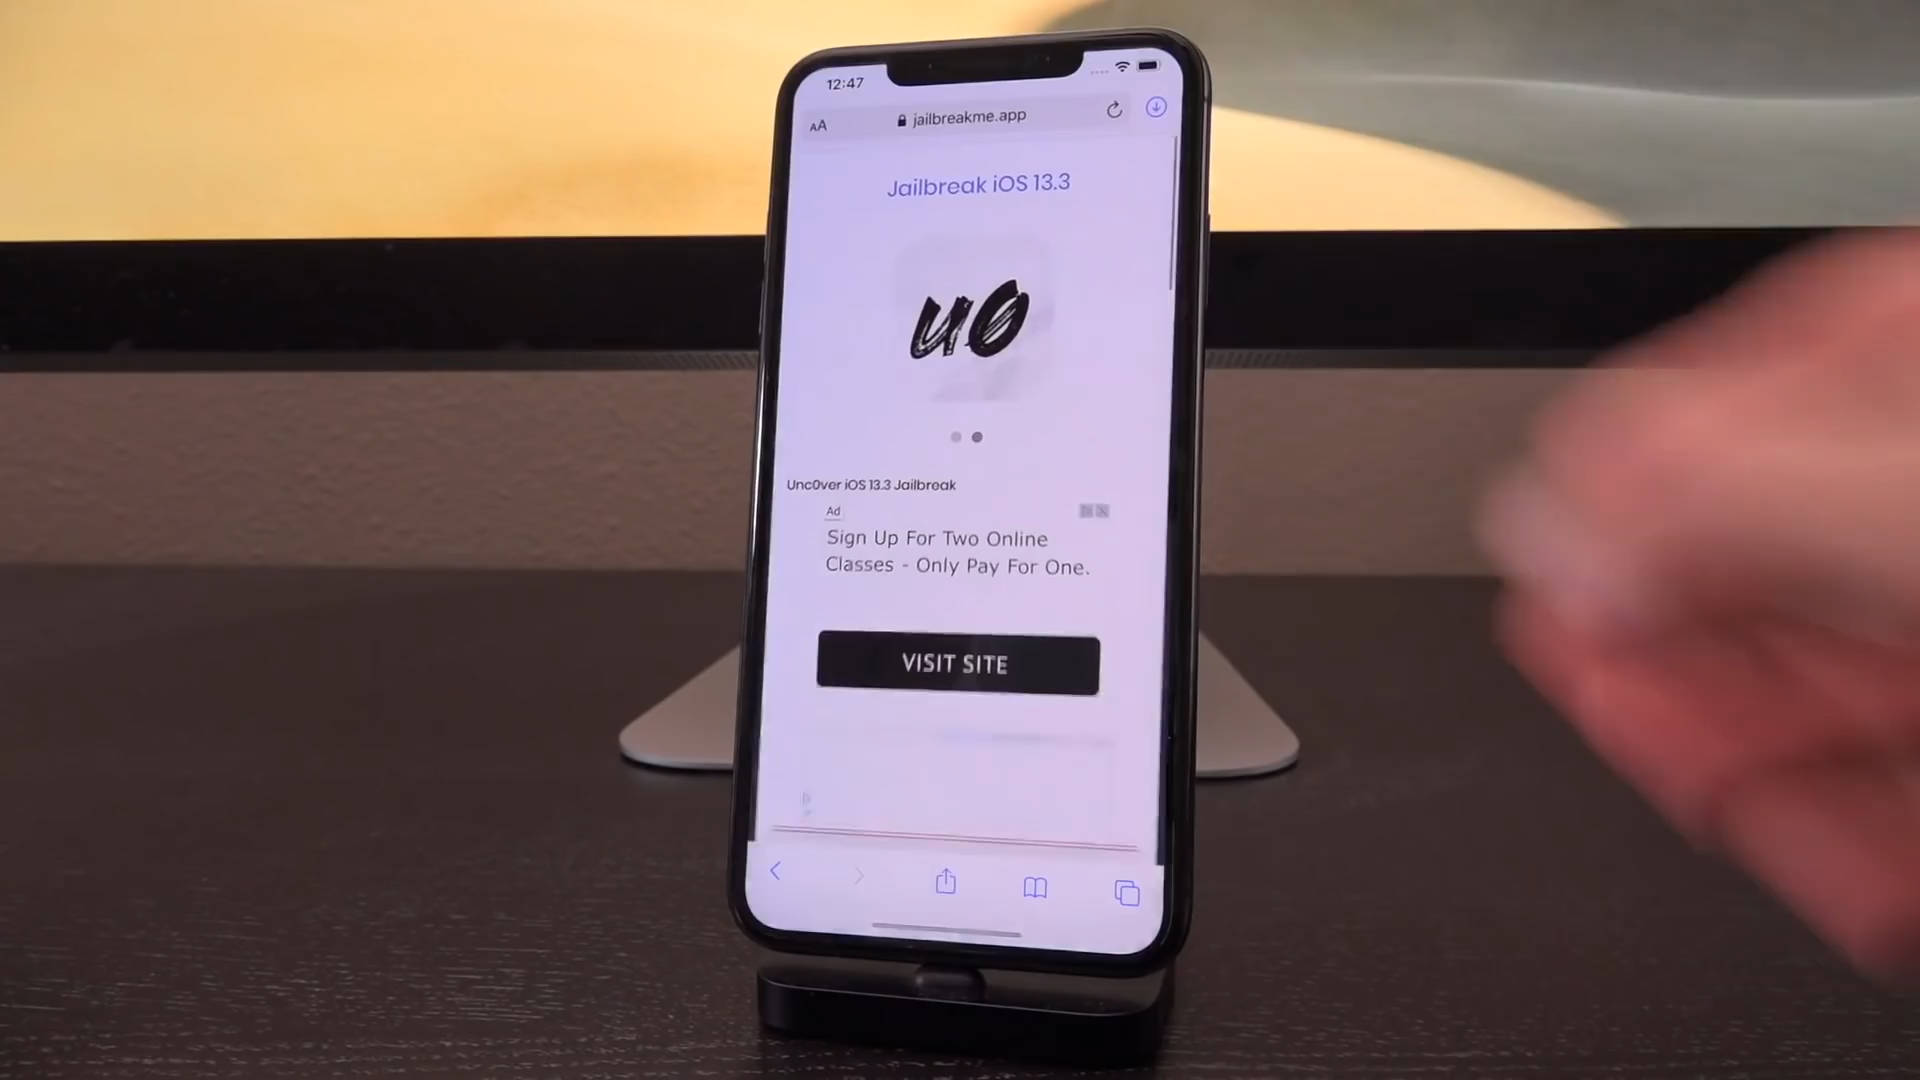 12:47
AA
jailbreakme.app
Jailbreak iOS 13.3
u0
Unc0ver iOS 13.3 Jailbreak
Ad
Sign Up For Two Online
Classes - Only Pay For One.
VISIT SITE